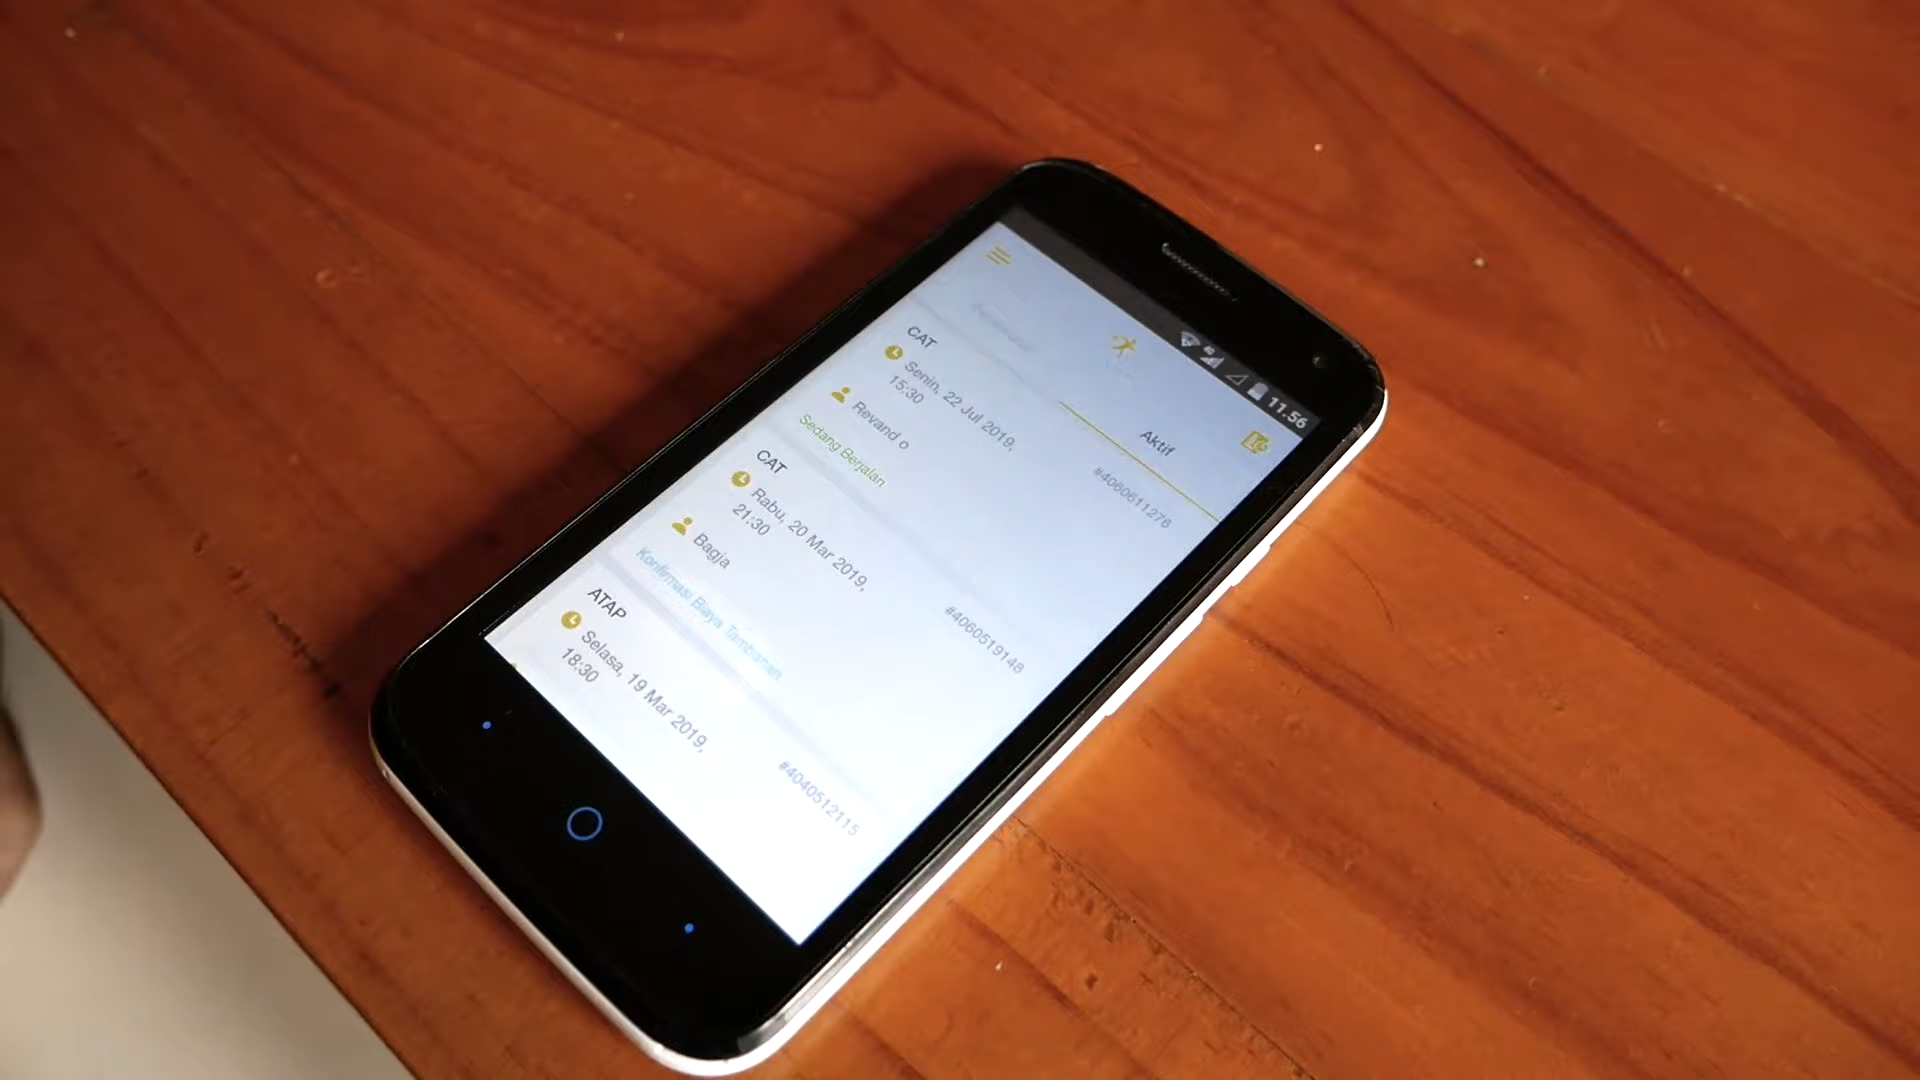 11.56
Aktif
CAT
#4060611276
Senin, 22 Jul 2019,
15:30
Revand o
Sedang Berjalan
CAT
#4060519148
Rabu, 20 Mar 2019,
21:30
Bagja
Konfirmasi Biaya Tambahan
ATAP
#4040512115
Selasa, 19 Mar 2019,
18:30